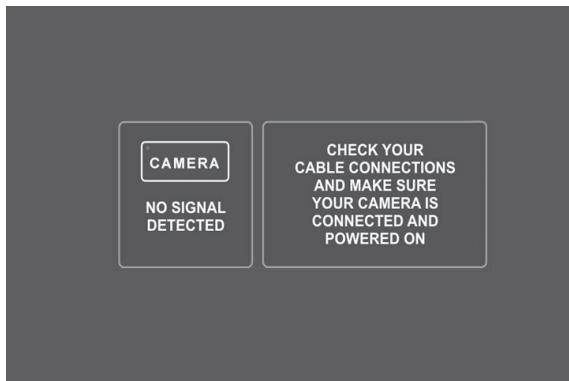 CAMERA
NO SIGNAL
DETECTED
CHECK YOUR
CABLE CONNECTIONS
AND MAKE SURE
YOUR CAMERA IS
CONNECTED AND
POWERED ON